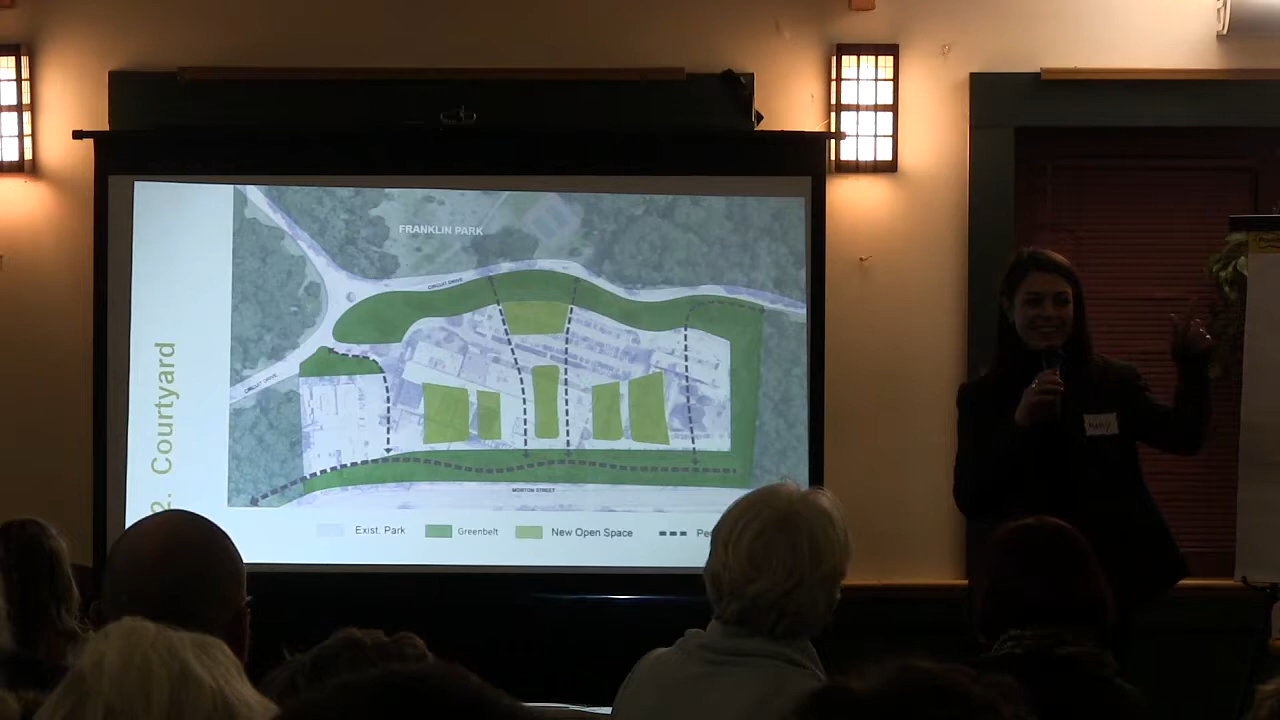 FRANKLIN PARK
CIRCUIT DRIVE
CIRCUIT DRIVE
2. Courtyard
MORTON STREET
Exist. Park
Greenbelt
New Open Space